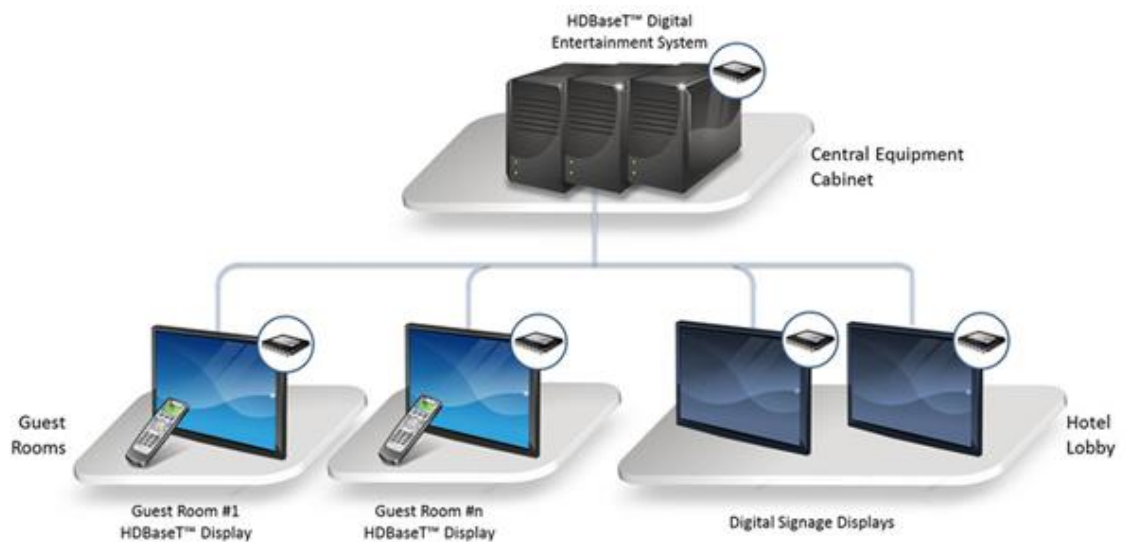 HDBaseT™ Digital
Entertainment System
Central Equipment
Cabinet
Guest
Rooms
Hotel
Lobby
Guest Room #1
HDBaseT™ Display
Guest Room #n
HDBaseT™ Display
Digital Signage Displays